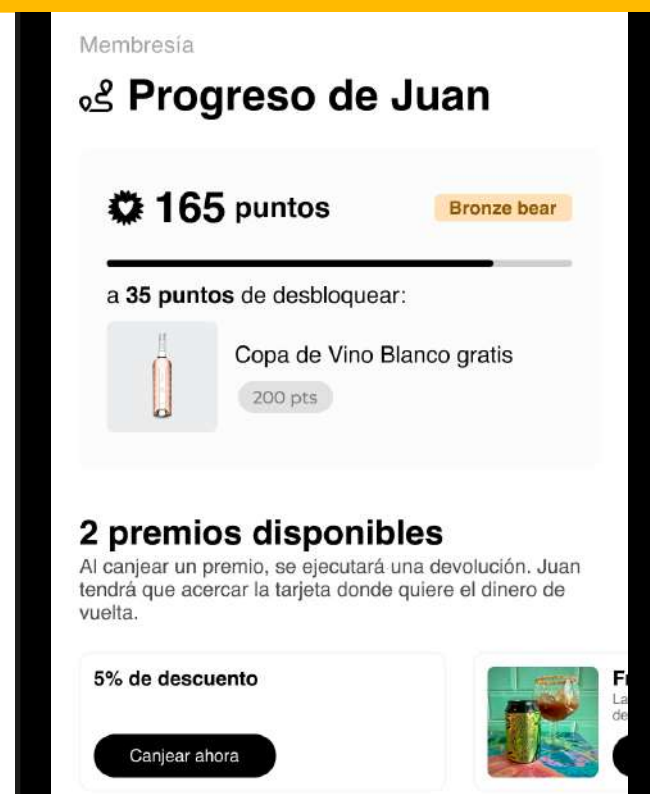 Membresía
Progreso de Juan
165 puntos
Bronze bear
a 35 puntos de desbloquear:
Copa de Vino Blanco gratis
200 pts
2 premios disponibles
Al canjear un premio, se ejecutará una devolución. Juan
tendrá que acercar la tarjeta donde quiere el dinero de
vuelta.
5% de descuento
Canjear ahora